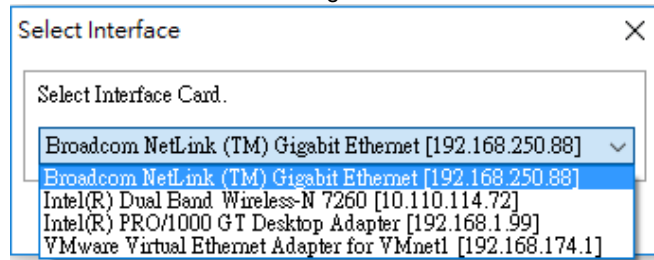 Select Interface
Select Interface Card.
Broadcom NetLink (TM) Gigabit Ethernet [192.168.250.88]
Broadcom NetLink (TM) Gigabit Ethernet [192.168.250.88]
Intel(R) Dual Band Wireless-N 7260 [10.110.114.72]
Intel(R) PRO/1000 GT Desktop Adapter [192.168.1.99]
VMware Virtual Ethernet Adapter for VMnet1 [192.168.174.1]